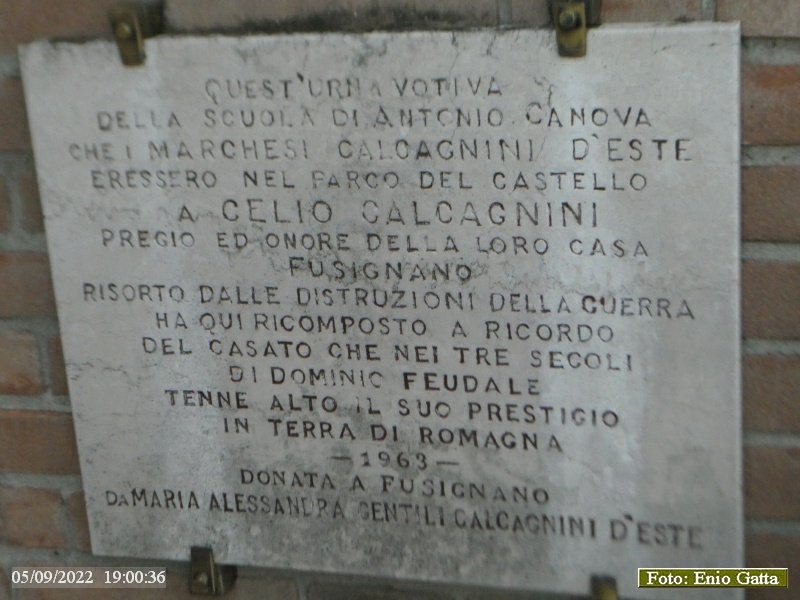 QUEST'URNA VOTIVA
DELLA SCUOLA DI ANTONIO CANOVA
CHE I MARCHESI CALCAGNINI D'ESTE
ERESSERO NEL PARCO DEL CASTELLO
A CELIO CALCAGNINI
PREGIO ED ONORE DELLA LORO CASA
FUSIGNANO
RISORTO DALLE DISTRUZIONI DELLA GUERRA
HA QUI RICOMPOSTO A RICORDO
DEL CASATO CHE NEI TRE SECOLI
DI DOMINIO FEUDALE
TENNE ALTO IL SUO PRESTIGIO
IN TERRA DI ROMAGNA
— 1963 —
DONATA A FUSIGNANO
DA MARIA ALESSANDRA GENTILI CALCAGNINI D'ESTE
05/09/2022 19:00:36
Foto: Enio Gatta